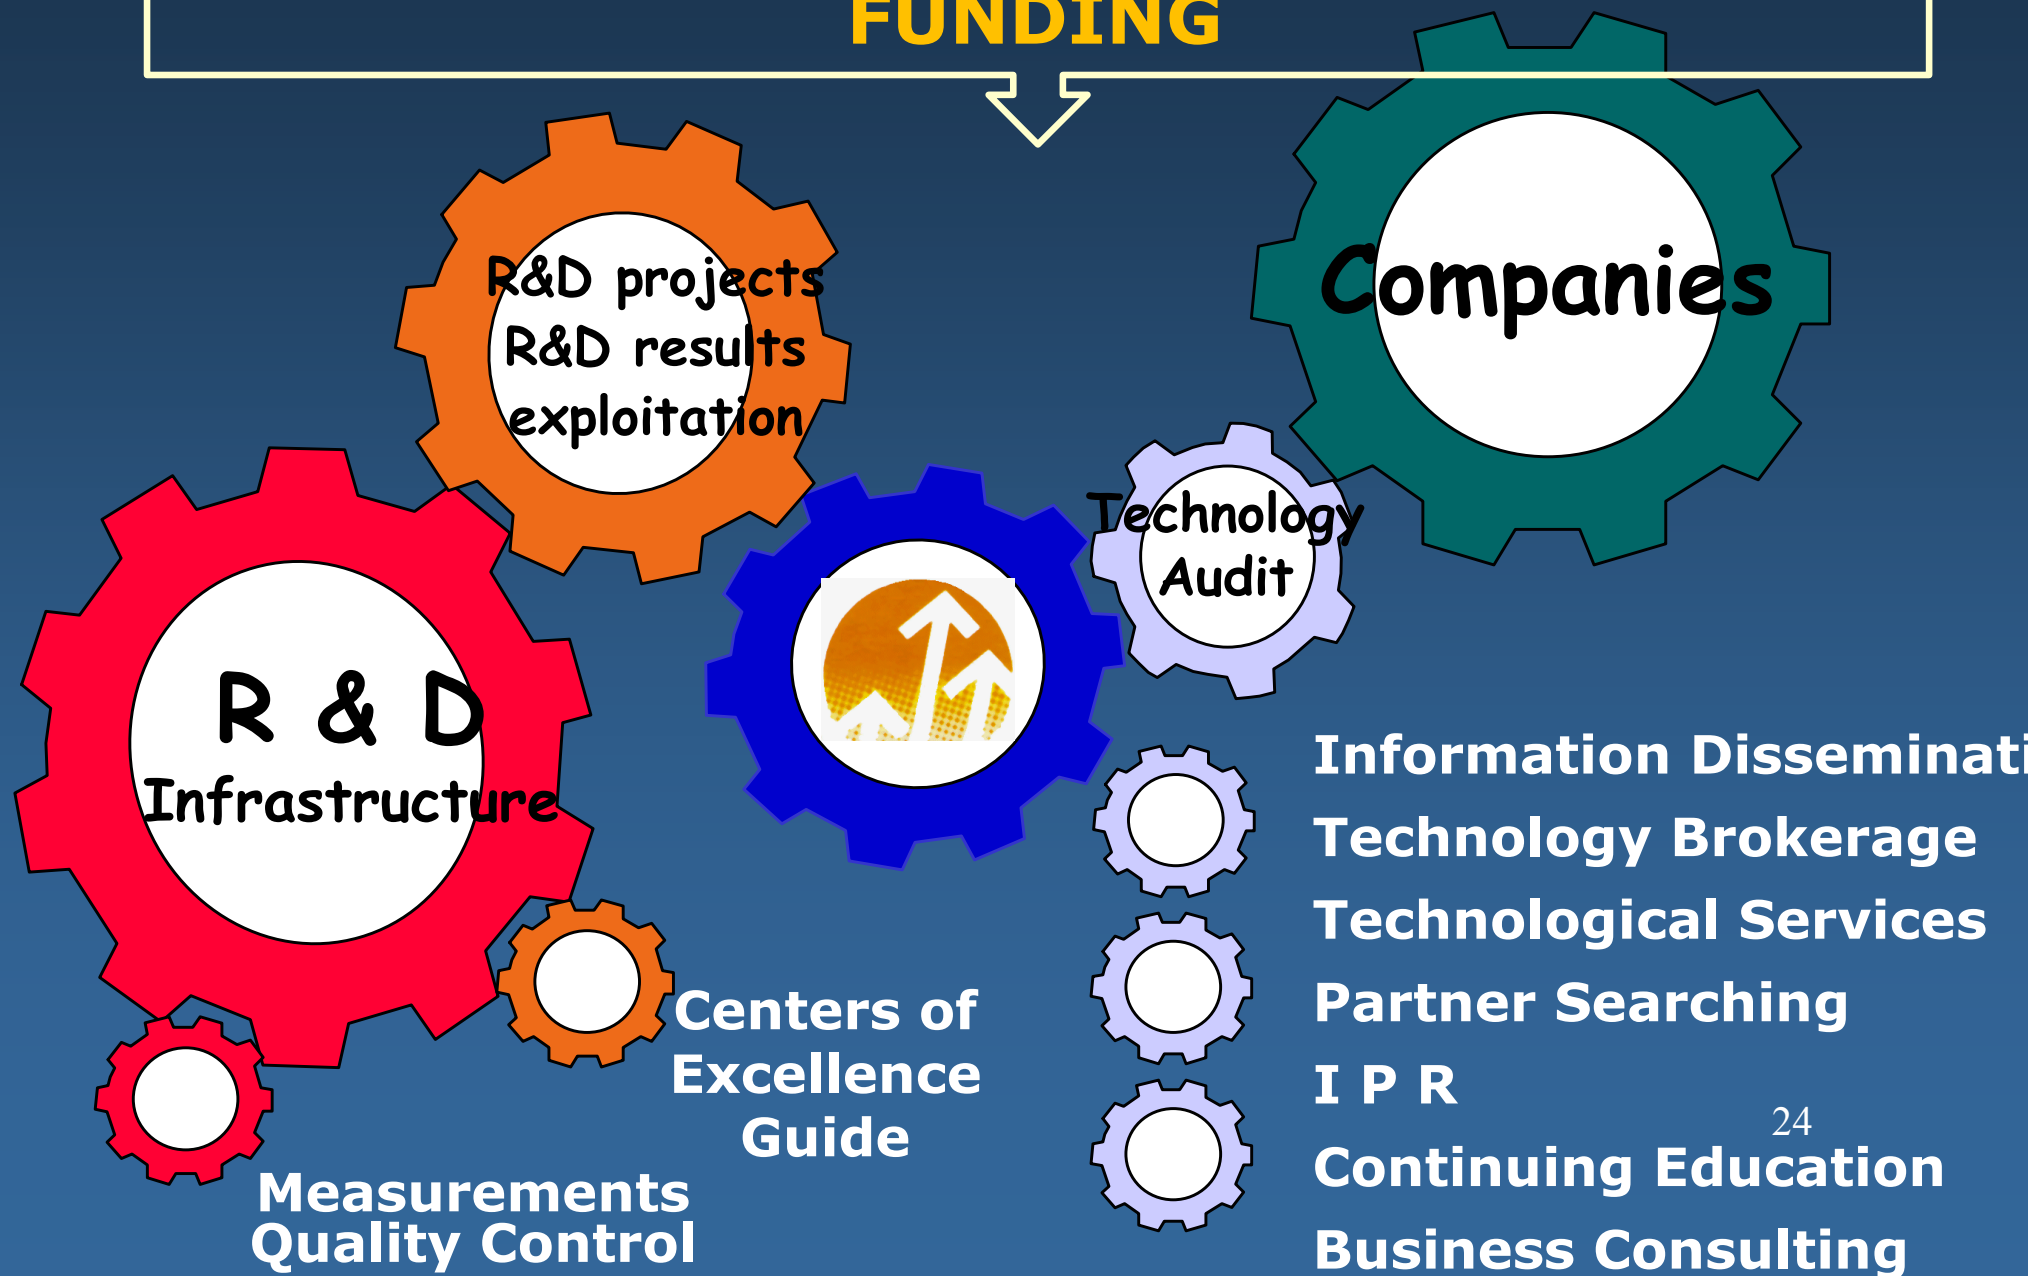 FUNDING
R&D projects
R&D results
exploitation
Companies
Technology
Audit
R & D
Infrastructure
Centers of
Excellence
Guide
Measurements
Quality Control
Information Disseminati
Technology Brokerage
Technological Services
Partner Searching
I P R
24
Continuing Education
Business Consulting